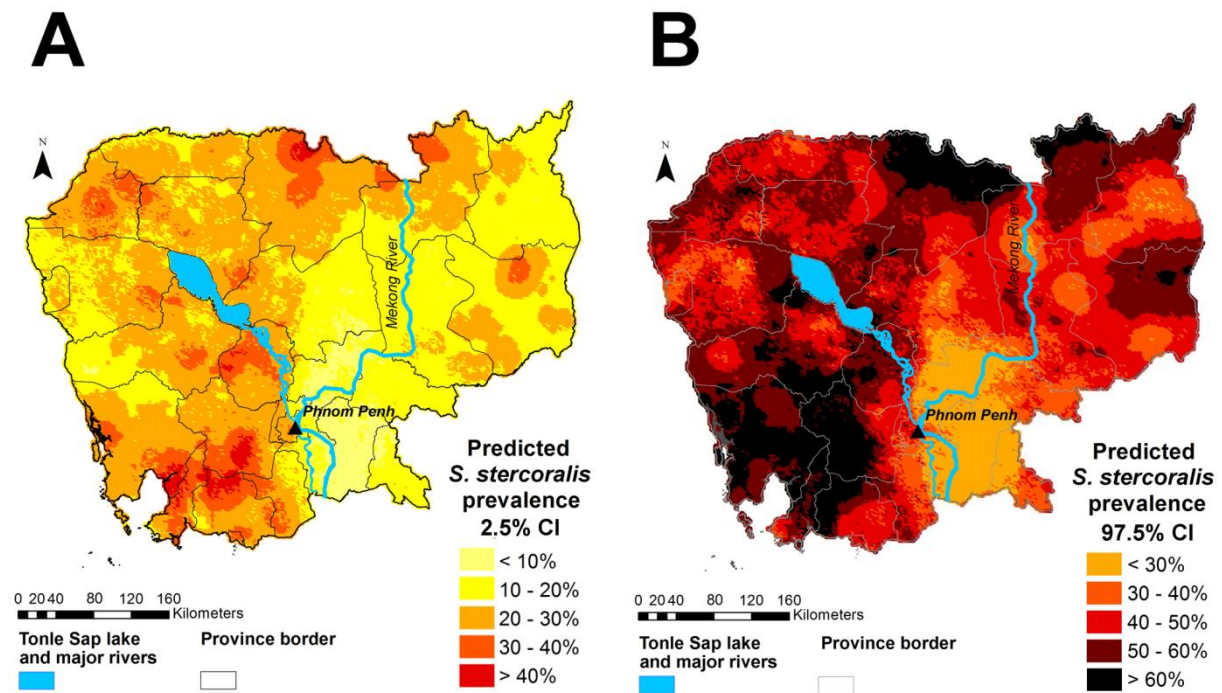 A
N
Mekong River
Phnom Penh
Predicted
S. stercoralis
prevalence
2.5% CI
< 10%
10 - 20%
20 - 30%
30 - 40%
> 40%
0 20 40 80 120 160
Kilometers
Tonle Sap lake
and major rivers
Province border
B
N
Mekong River
Phnom Penh
Predicted
S. stercoralis
prevalence
97.5% CI
< 30%
30 - 40%
40 - 50%
50 - 60%
> 60%
0 20 40 80 120 160
Kilometers
Tonle Sap lake
and major rivers
Province border